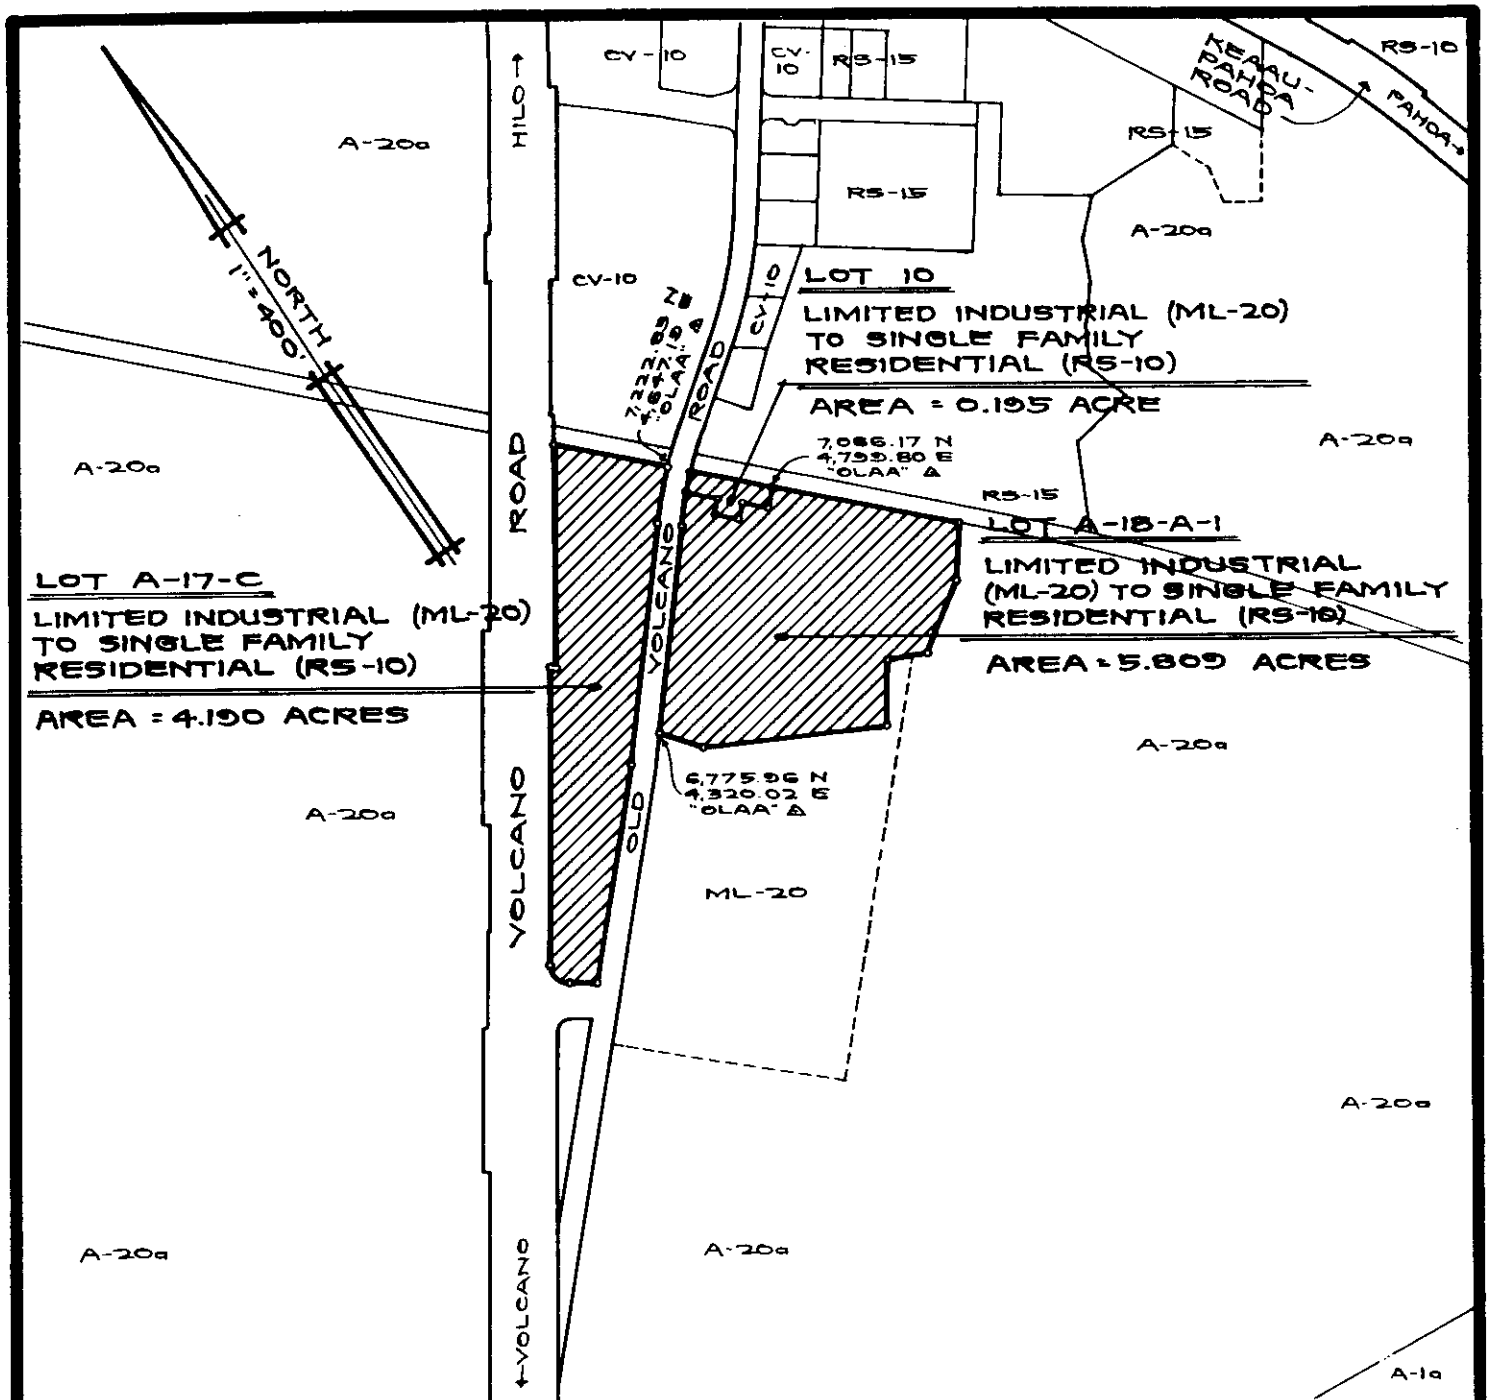 CV-10
CV-
10
RS-15
KEAAU-
PAHOA
ROAD
RS-10
PAHOA→
HILO→
A-20a
RS-15
RS-15
A-20a
NORTH
1"=400'
CV-10
CV-10
LOT 10
LIMITED INDUSTRIAL (ML-20)
TO SINGLE FAMILY
RESIDENTIAL (RS-10)
AREA = 0.195 ACRE
"OLAA" △
ROAD
7,086.17 N
4,799.80 E
"OLAA" △
A-20a
A-20a
ROAD
RS-15
LOT A-18-A-1
LIMITED INDUSTRIAL
(ML-20) TO SINGLE FAMILY
RESIDENTIAL (RS-10)
AREA = 5.809 ACRES
LOT A-17-C
LIMITED INDUSTRIAL (ML-20)
TO SINGLE FAMILY
RESIDENTIAL (RS-10)
AREA = 4.190 ACRES
VOLCANO
A-20a
6,775.96 N
4,320.02 E
"OLAA" △
A-20a
VOLCANO
OLD
ML-20
A-20a
A-20a
A-20a
←VOLCANO
A-1a